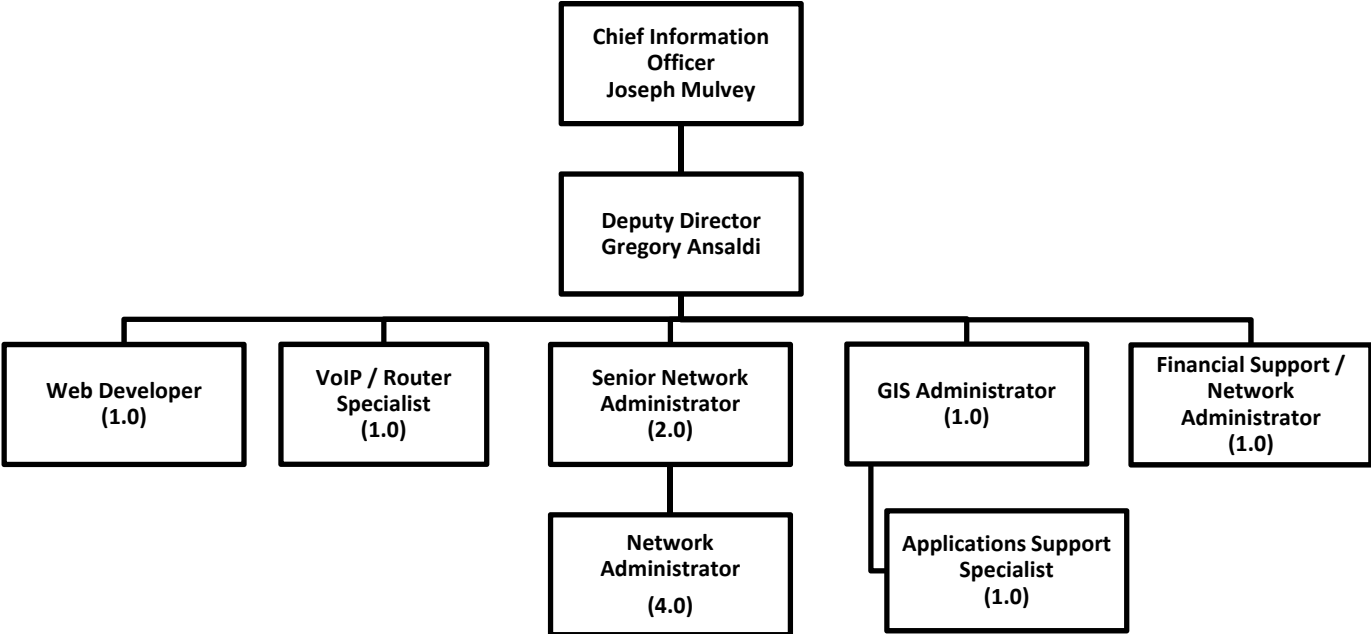 Chief Information
Officer
Joseph Mulvey
Deputy Director
Gregory Ansaldi
Web Developer
(1.0)
VoIP / Router
Specialist
(1.0)
Senior Network
Administrator
(2.0)
GIS Administrator
(1.0)
Financial Support /
Network
Administrator
(1.0)
Network
Administrator
(4.0)
Applications Support
Specialist
(1.0)